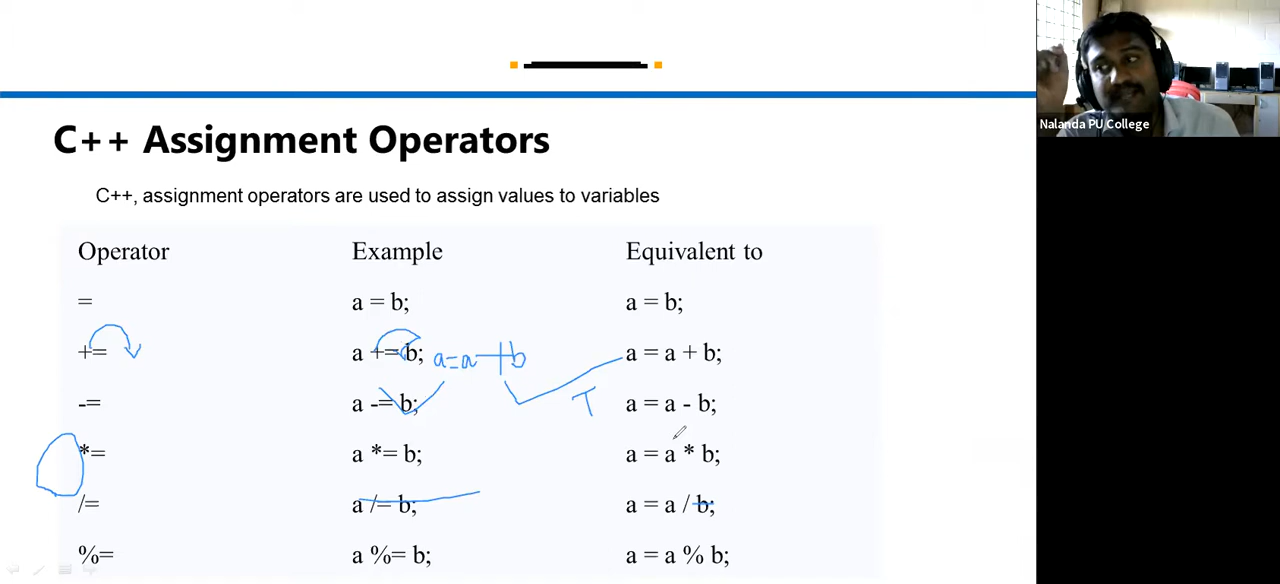 Nalanda PU College
C++ Assignment Operators
C++, assignment operators are used to assign values to variables
Operator Example Equivalent to
= a = b; a = b;
+= a += b; a=a+b a = a + b;
-= a -= b; T a = a - b;
*= a *= b; a = a * b;
/= a /= b; a = a / b;
%= a %= b; a = a % b;